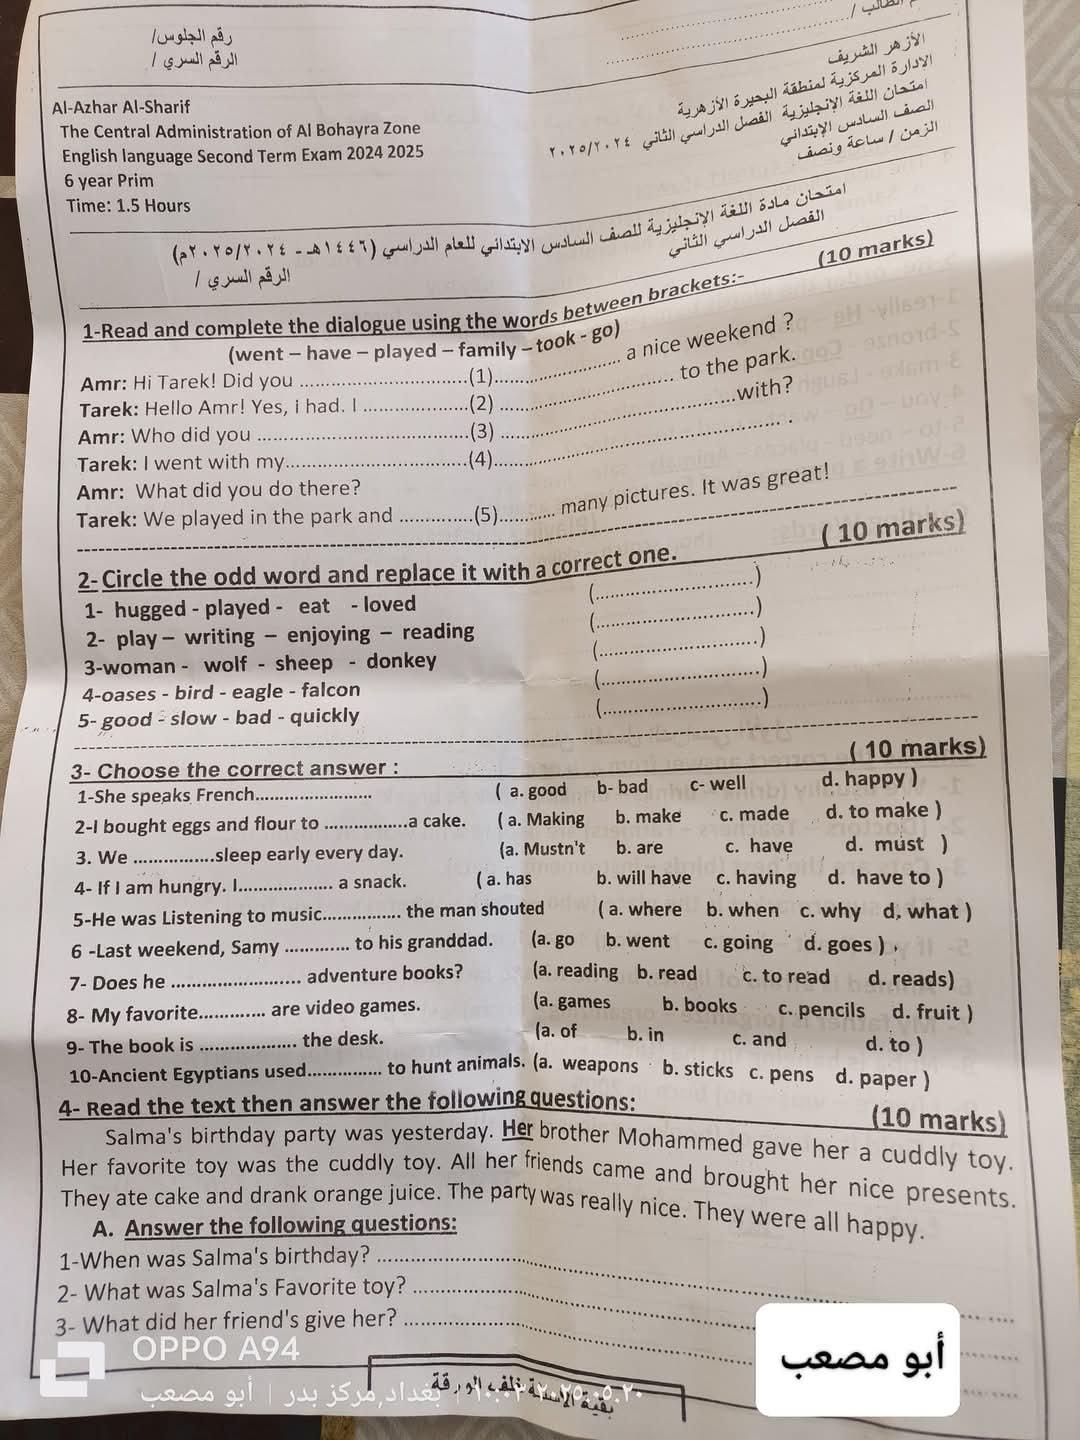 رقم الجلوس/
الرقم السري /
الطالب /
الأزهر الشريف
الادارة المركزية لمنطقة البحيرة الأزهرية
امتحان اللغة الإنجليزية الفصل الدراسي الثاني ٢٠٢٥/٢٠٢٤
الصف السادس الإبتدائي
الزمن / ساعة ونصف
Al-Azhar Al-Sharif
The Central Administration of Al Bohayra Zone
English language Second Term Exam 2024 2025
6 year Prim
Time: 1.5 Hours
امتحان مادة اللغة الإنجليزية للصف السادس الابتدائي للعام الدراسي (١٤٤٦هـ - ٢٠٢٥/٢٠٢٤م)
الفصل الدراسي الثاني
الرقم السري /
1-Read and complete the dialogue using the words between brackets:- (10 marks)
(went – have – played – family – took - go)
Amr: Hi Tarek! Did you ..............................(1)........................ a nice weekend ?
Tarek: Hello Amr! Yes, i had. I ...................(2) ................................ to the park.
Amr: Who did you ......................................(3) ..........................................with?
Tarek: I went with my.................................(4)................................................... .
Amr: What did you do there?
Tarek: We played in the park and .............(5).......... many pictures. It was great!
2- Circle the odd word and replace it with a correct one. ( 10 marks)
1- hugged - played - eat - loved (............................)
2- play – writing – enjoying – reading (............................)
3-woman - wolf - sheep - donkey (............................)
4-oases - bird - eagle - falcon (............................)
5- good - slow - bad - quickly (............................)
3- Choose the correct answer : ( 10 marks)
1-She speaks French..................... ( a. good b- bad c- well d. happy )
2-I bought eggs and flour to ................a cake. ( a. Making b. make c. made d. to make )
3. We ...............sleep early every day. (a. Mustn't b. are c. have d. must )
4- If I am hungry. I.................. a snack. ( a. has b. will have c. having d. have to )
5-He was Listening to music............... the man shouted ( a. where b. when c. why d, what )
6 -Last weekend, Samy ............ to his granddad. (a. go b. went c. going d. goes )
7- Does he ........................ adventure books? (a. reading b. read c. to read d. reads)
8- My favorite............. are video games. (a. games b. books c. pencils d. fruit )
9- The book is .................. the desk. (a. of b. in c. and d. to )
10-Ancient Egyptians used.............. to hunt animals. (a. weapons b. sticks c. pens d. paper )
4- Read the text then answer the following questions: (10 marks)
Salma's birthday party was yesterday. Her brother Mohammed gave her a cuddly toy.
Her favorite toy was the cuddly toy. All her friends came and brought her nice presents.
They ate cake and drank orange juice. The party was really nice. They were all happy.
A. Answer the following questions:
1-When was Salma's birthday? ................................................
2- What was Salma's Favorite toy? ................................................
3- What did her friend's give her? ................................................
أبو مصعب
OPPO A94
بغداد,مركز بدر | أبو مصعب
بقية الأسئلة خلف الورقة